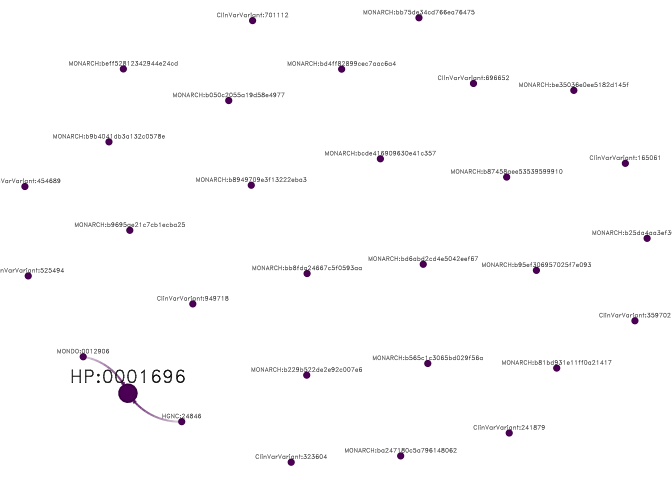 MONARCH:bb75de34cd766ea76475
ClinVarVariant:701112
MONARCH:beff52812342944e24cd
MONARCH:bd4ff82899cec7aac6a4
ClinVarVariant:696652
MONARCH:be35036e0ee5182d145f
MONARCH:b050c2055a19d58e4977
MONARCH:b9b4041db3a132c0578e
MONARCH:bcde416909630e41c357
ClinVarVariant:165061
MONARCH:b87458aee53539599910
VarVariant:454689
MONARCH:b8949709e3f13222eba3
MONARCH:b9695ae21c7cb1ecba25
MONARCH:b25da4aa3ef3
MONARCH:bd6abd2cd4e5042eef67
MONARCH:b95ef306957025f7e093
nVarVariant:525494
MONARCH:bb8fda24667c5f0593aa
ClinVarVariant:949718
ClinVarVariant:359702
MONDO:0012906
MONARCH:b565c1c3065bd029f56a
MONARCH:b81bd931e11ff0a21417
MONARCH:b229b522de2e92c007e6
HP:0001696
HGNC:24846
ClinVarVariant:241879
MONARCH:ba247180c5a796148062
ClinVarVariant:323604